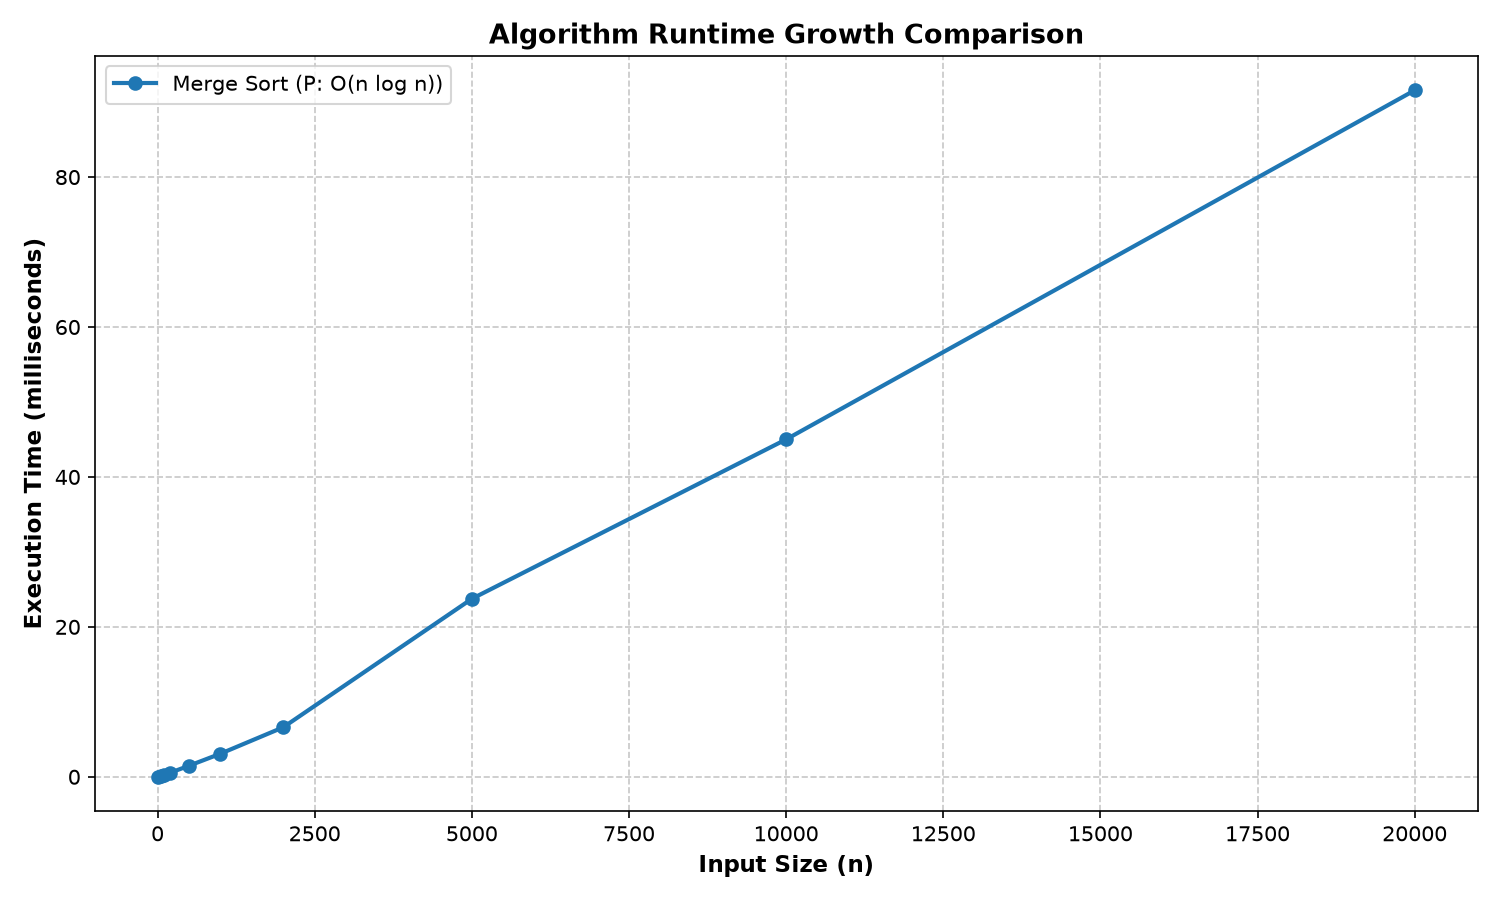 Algorithm Runtime Growth Comparison
Merge Sort (P: O(n log n))
Execution Time (milliseconds)
80
60
40
20
0
0 2500 5000 7500 10000 12500 15000 17500 20000
Input Size (n)